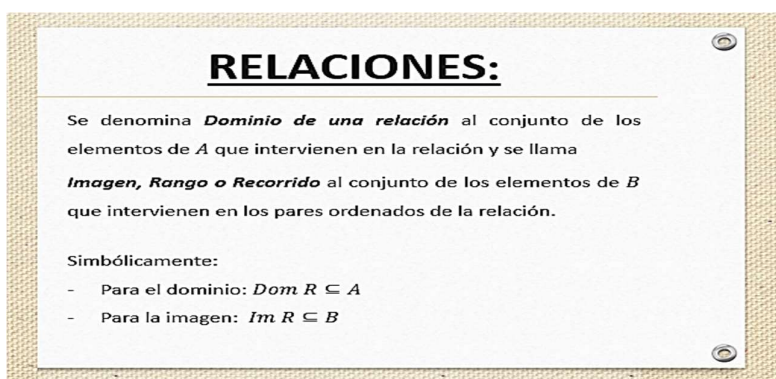 RELACIONES:
Se denomina Dominio de una relación al conjunto de los
elementos de A que intervienen en la relación y se llama
Imagen, Rango o Recorrido al conjunto de los elementos de B
que intervienen en los pares ordenados de la relación.
Simbólicamente:
- Para el dominio: Dom R ⊆ A
- Para la imagen: Im R ⊆ B